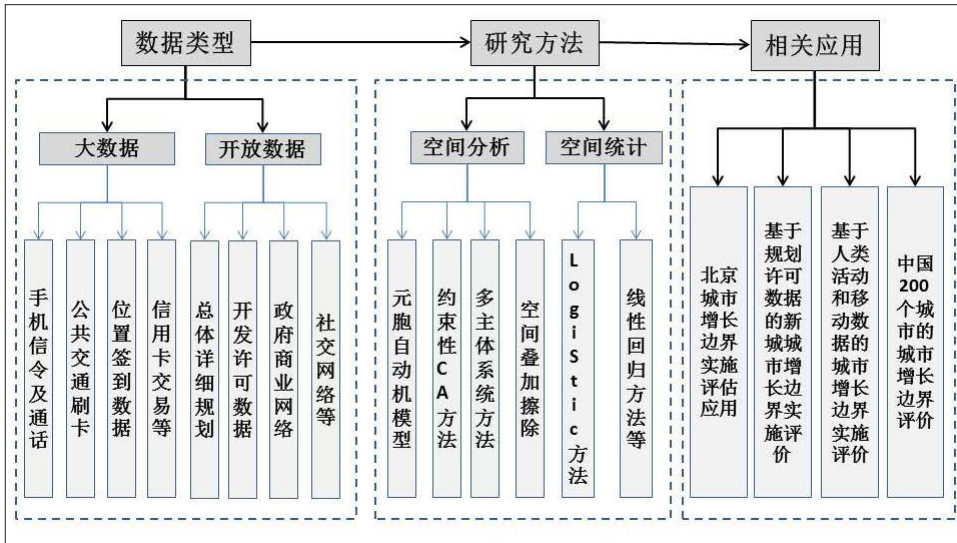 数据类型
研究方法
相关应用
大数据
开放数据
空间分析
空间统计
手机信令及通话
公共交通刷卡
位置签到数据
信用卡交易等
总体详细规划
开发许可数据
政府商业网络
社交网络等
元胞自动机模型
约束性CA方法
多主体系统方法
空间叠加擦除
LogiStic方法
线性回归方法等
北京
城市
增长
边界
实施
评估
应用
基于
规划
许可
数据
的新
城市
增长
边界
实施
评价
基于
人类
活动
和移
动数
据的
城市
增长
边界
实施
评价
中国
200
个城
市的
城市
增长
边界
评价